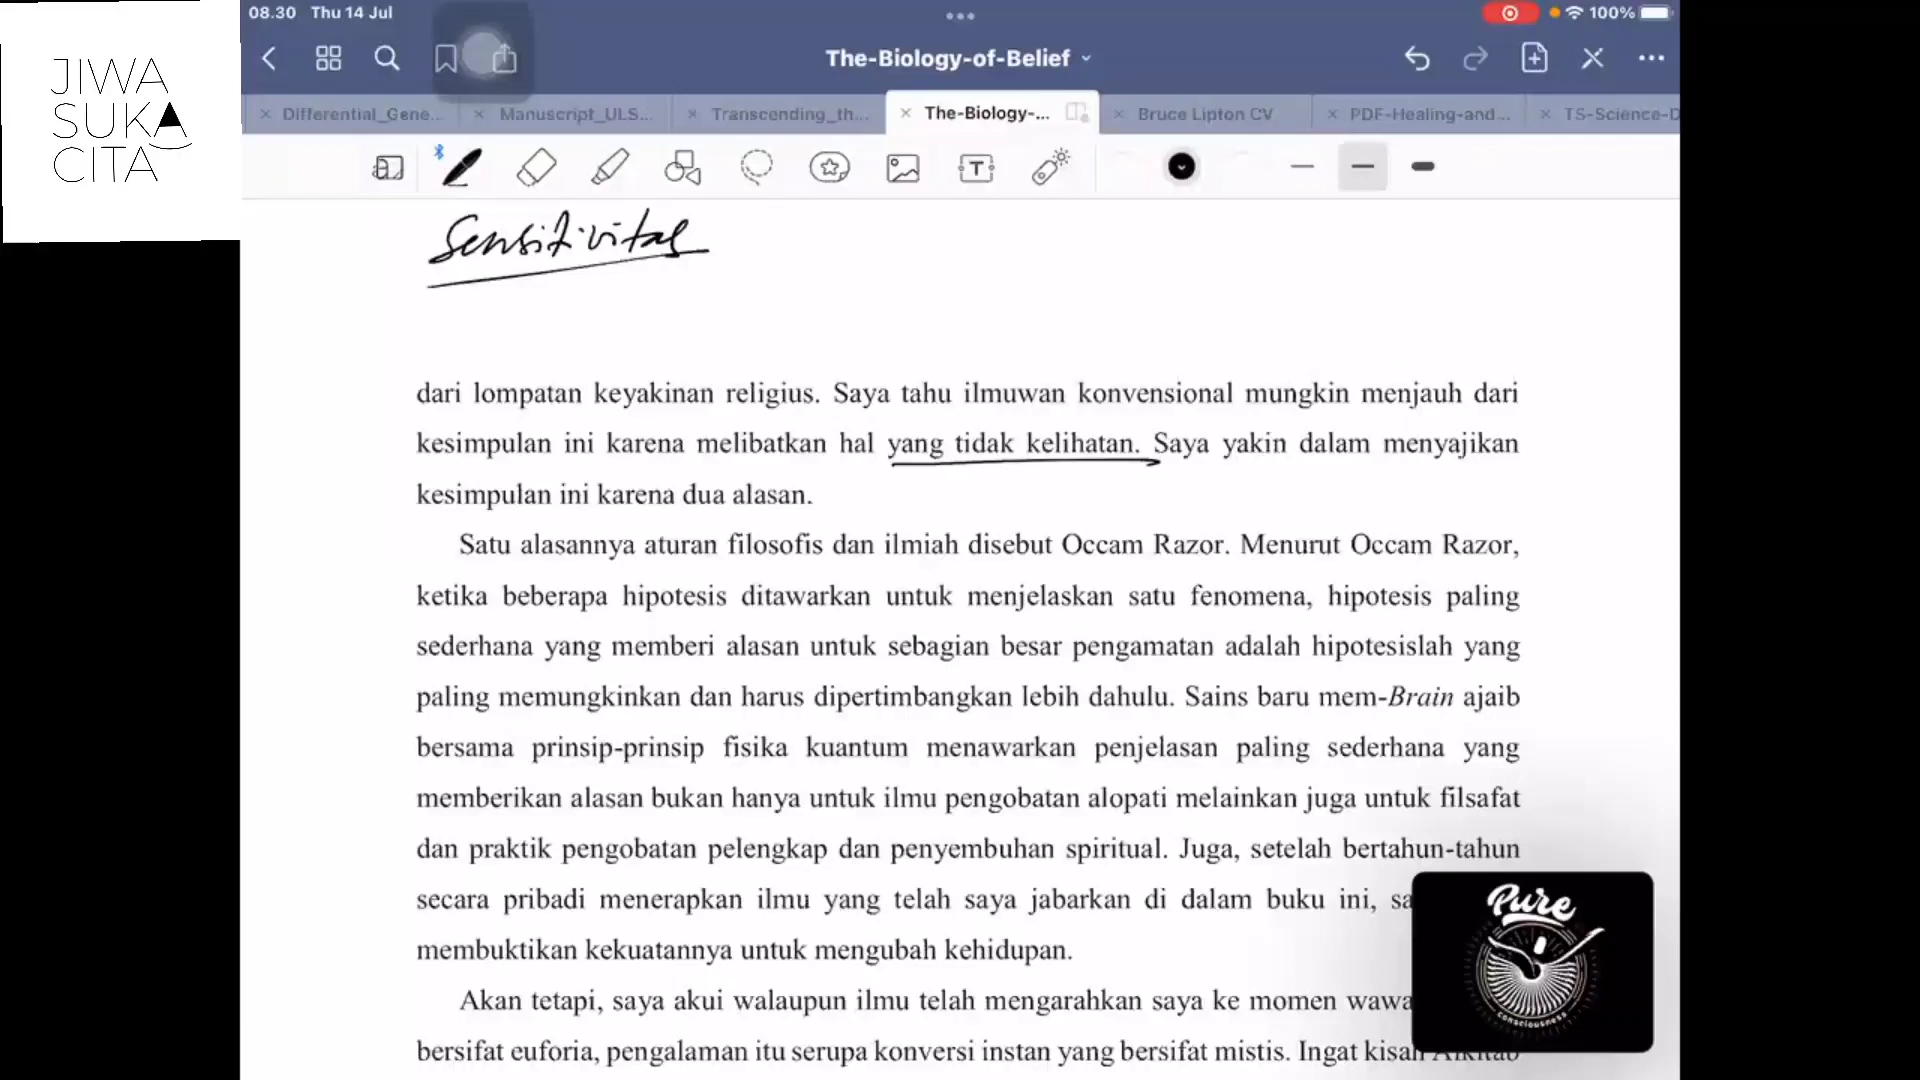 08.30 Thu 14 Jul
100%
JIWA
SUKA
CITA
The-Biology-of-Belief
Differential_Gene...
Manuscript_ULS...
Transcending_th...
The-Biology-...
Bruce Lipton CV
PDF-Healing-and...
TS-Science-D
Sensitivitas
dari lompatan keyakinan religius. Saya tahu ilmuwan konvensional mungkin menjauh dari
kesimpulan ini karena melibatkan hal yang tidak kelihatan. Saya yakin dalam menyajikan
kesimpulan ini karena dua alasan.
Satu alasannya aturan filosofis dan ilmiah disebut Occam Razor. Menurut Occam Razor,
ketika beberapa hipotesis ditawarkan untuk menjelaskan satu fenomena, hipotesis paling
sederhana yang memberi alasan untuk sebagian besar pengamatan adalah hipotesislah yang
paling memungkinkan dan harus dipertimbangkan lebih dahulu. Sains baru mem-Brain ajaib
bersama prinsip-prinsip fisika kuantum menawarkan penjelasan paling sederhana yang
memberikan alasan bukan hanya untuk ilmu pengobatan alopati melainkan juga untuk filsafat
dan praktik pengobatan pelengkap dan penyembuhan spiritual. Juga, setelah bertahun-tahun
secara pribadi menerapkan ilmu yang telah saya jabarkan di dalam buku ini, sa
membuktikan kekuatannya untuk mengubah kehidupan.
Akan tetapi, saya akui walaupun ilmu telah mengarahkan saya ke momen wawa
bersifat euforia, pengalaman itu serupa konversi instan yang bersifat mistis. Ingat kisah Alkitab
Pure
consciousness